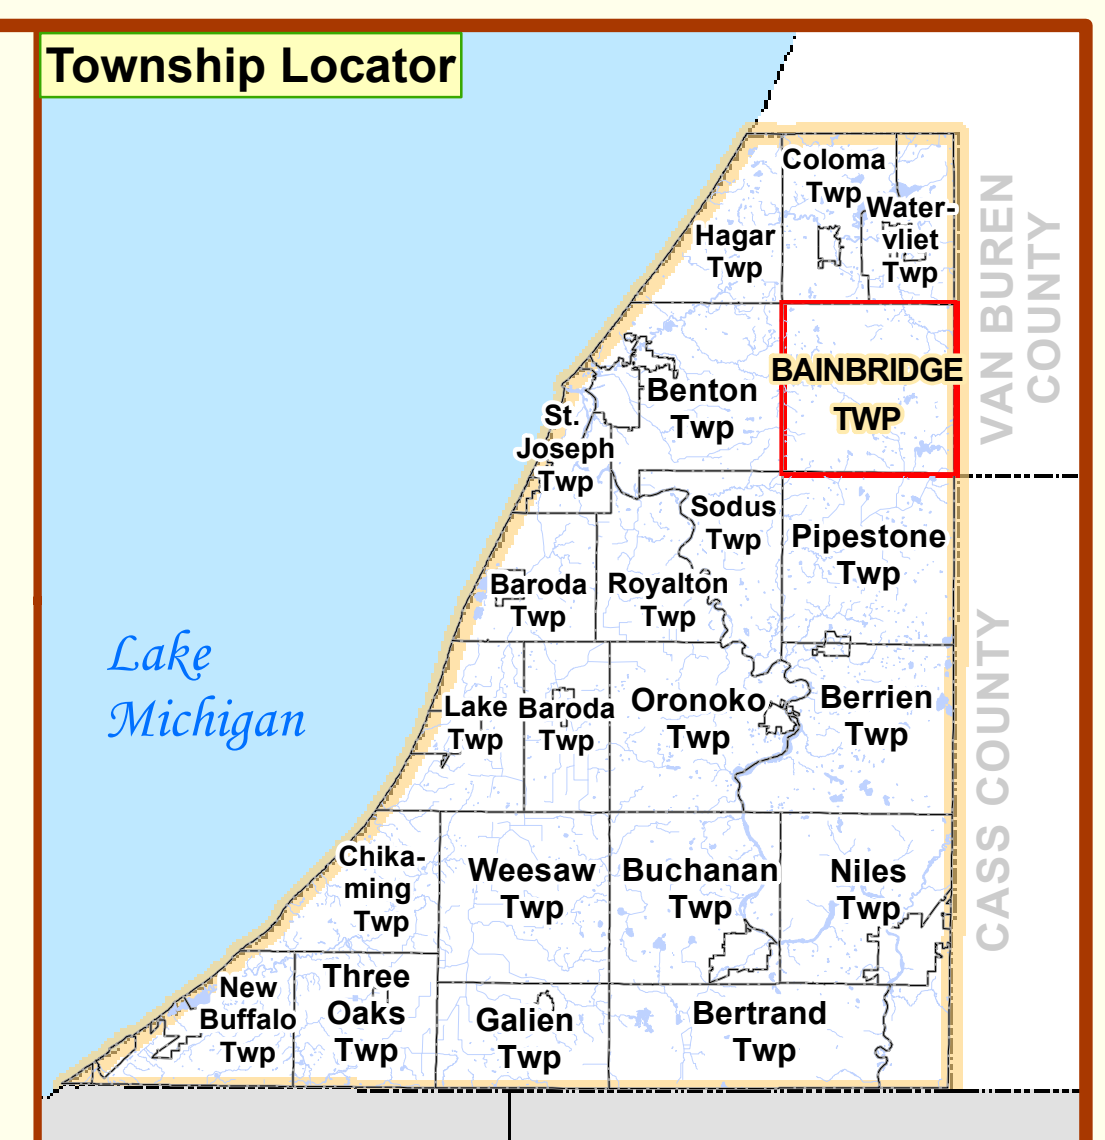 Township Locator
Coloma
Twp
Water-
vliet
Twp
Hagar
Twp
VAN BUREN
COUNTY
BAINBRIDGE
TWP
Benton
Twp
St.
Joseph
Twp
Sodus
Twp
Pipestone
Twp
Baroda
Twp
Royalton
Twp
Lake
Michigan
Lake
Twp
Baroda
Twp
Oronoko
Twp
Berrien
Twp
CASS COUNTY
Chika-
ming
Twp
Weesaw
Twp
Buchanan
Twp
Niles
Twp
New
Buffalo
Twp
Three
Oaks
Twp
Galien
Twp
Bertrand
Twp